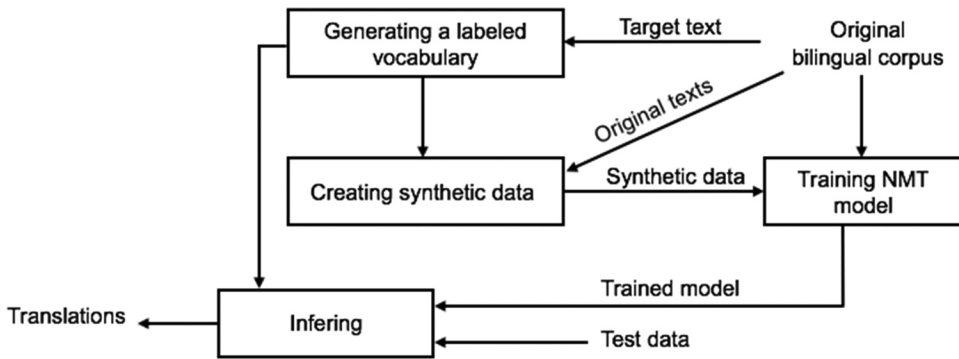 Generating a labeled
vocabulary
Target text
Original
bilingual corpus
Original texts
Creating synthetic data
Synthetic data
Training NMT
model
Trained model
Translations
Infering
Test data